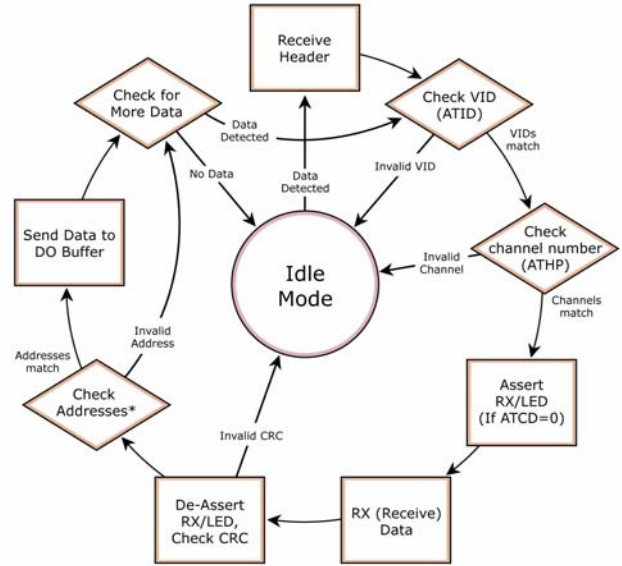 Receive
Header
Check for
More Data
Check VID
(ATID)
Data
Detected
VIDs
match
No Data
Data
Detected
Invalid VID
Send Data to
DO Buffer
Check
channel number
(ATHP)
Invalid
Channel
Idle
Mode
Channels
match
Invalid
Address
Addresses
match
Check
Addresses*
Assert
RX/LED
(If ATCD=0)
Invalid CRC
De-Assert
RX/LED,
Check CRC
RX (Receive)
Data